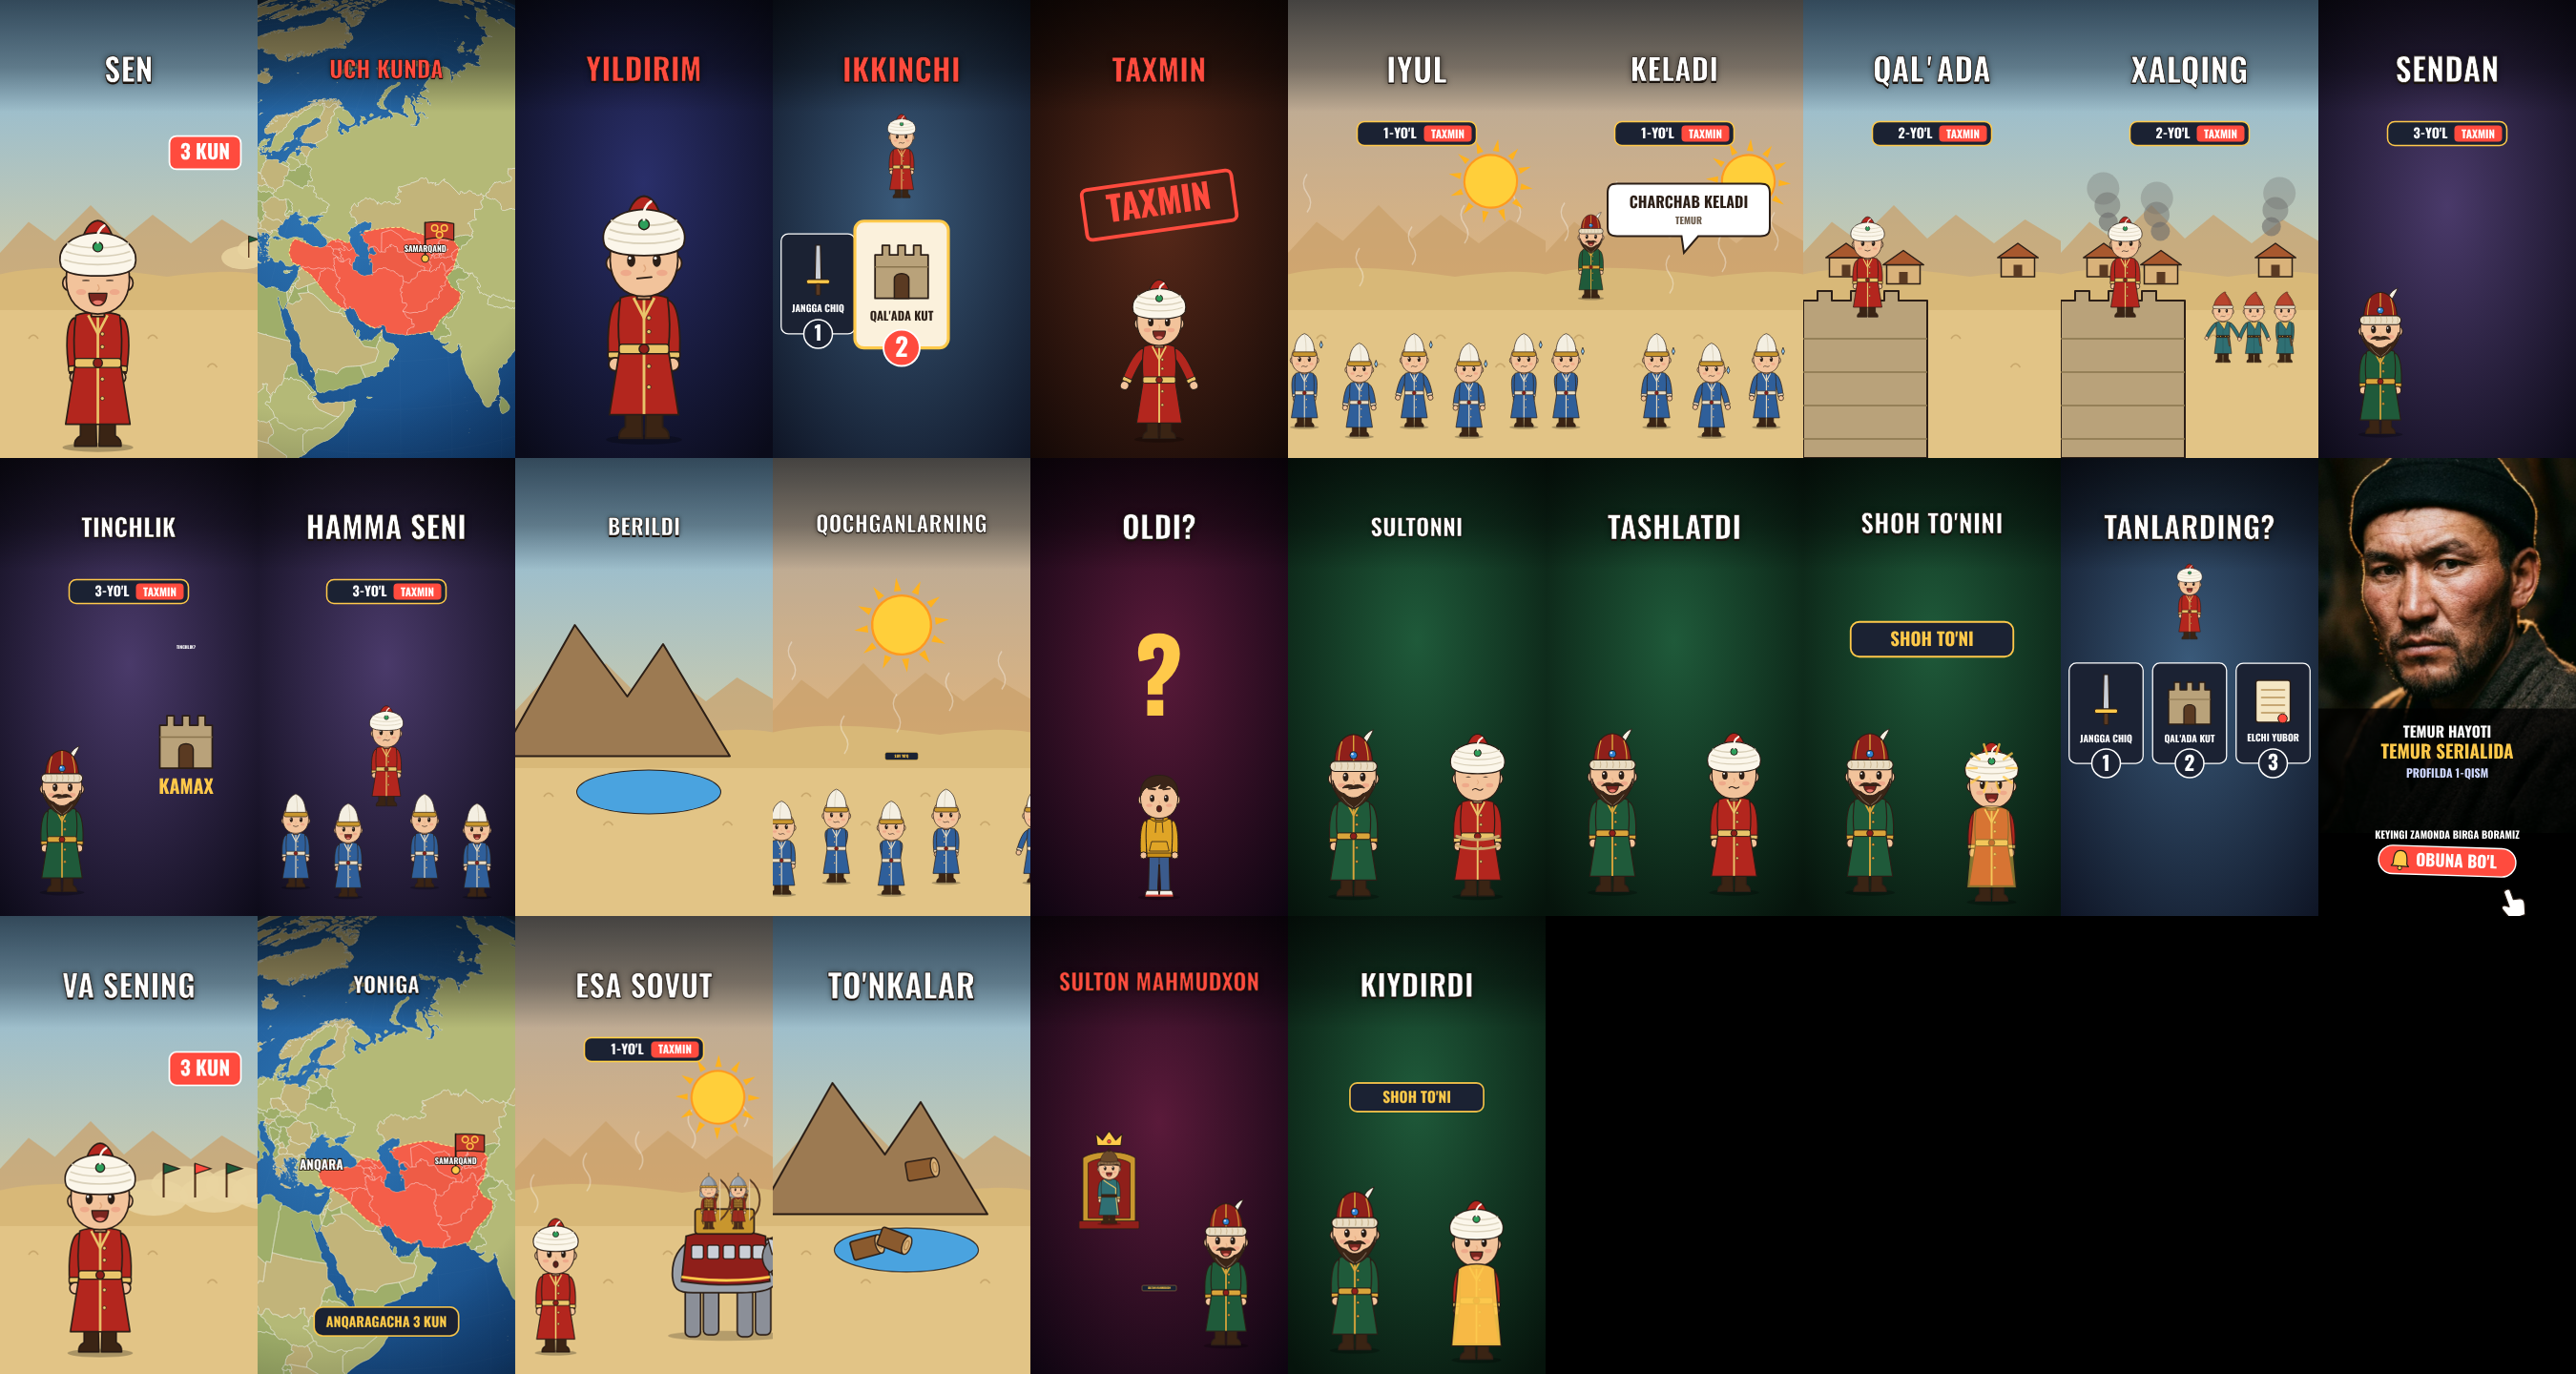 SEN
3 KUN
UCH KUNDA
SAMARQAND
YILDIRIM
IKKINCHI
JANGGA CHIQ
1
QAL'ADA KUT
2
TAXMIN
TAXMIN
IYUL
1-YO'L TAXMIN
KELADI
1-YO'L TAXMIN
CHARCHAB KELADI
TEMUR
QAL'ADA
2-YO'L TAXMIN
XALQING
2-YO'L TAXMIN
SENDAN
3-YO'L TAXMIN
TINCHLIK
3-YO'L TAXMIN
TINCHLIK?
KAMAX
HAMMA SENI
3-YO'L TAXMIN
BERILDI
QOCHGANLARNING
OLDI?
?
SULTONNI
TASHLATDI
SHOH TO'NINI
SHOH TO'NI
TANLARDING?
JANGGA CHIQ
1
QAL'ADA KUT
2
ELCHI YUBOR
3
TEMUR HAYOTI
TEMUR SERIALIDA
PROFILDA 1-QISM
KEYINGI ZAMONDA BIRGA BORAMIZ
OBUNA BO'L
VA SENING
3 KUN
YONIGA
ANQARA
SAMARQAND
ANQARAGACHA 3 KUN
ESA SOVUT
1-YO'L TAXMIN
TO'NKALAR
SULTON MAHMUDXON
KIYDIRDI
SHOH TO'NI